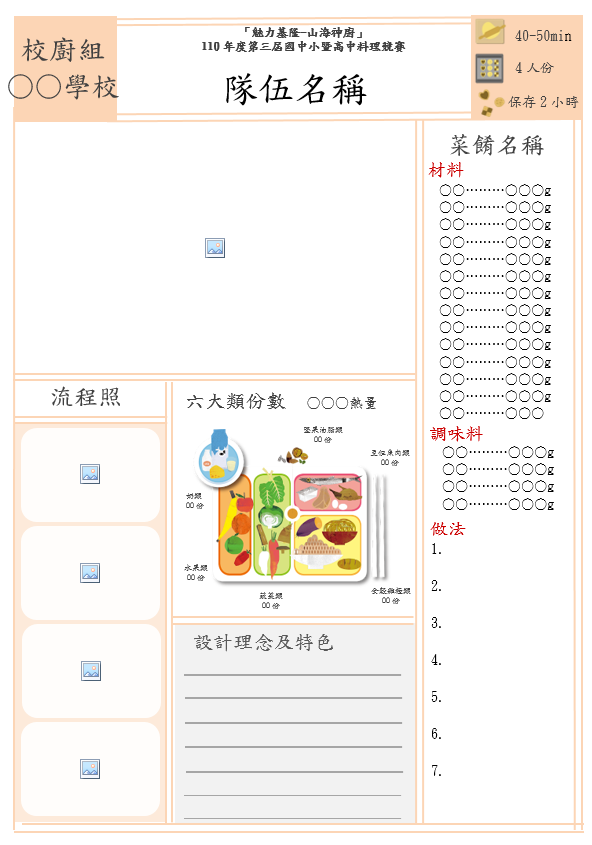 校廚組
○○學校
「魅力基隆-山海神廚」
110 年度第三屆國中小暨高中料理競賽
隊伍名稱
40-50min
4 人份
保存 2 小時
菜餚名稱
材料
○○………○○○g
○○………○○○g
○○………○○○g
○○………○○○g
○○………○○○g
○○………○○○g
○○………○○○g
○○………○○○g
○○………○○○g
○○………○○○g
○○………○○○g
○○………○○○g
○○………○○○g
○○………○○○
調味料
○○………○○○g
○○………○○○g
○○………○○○g
○○………○○○g
做法
1.
2.
3.
4.
5.
6.
7.
流程照
六大類份數 ○○○熱量
堅果油脂類
00 份
豆蛋魚肉類
00 份
奶類
00 份
水果類
00 份
蔬菜類
00 份
全穀雜糧類
00 份
設計理念及特色